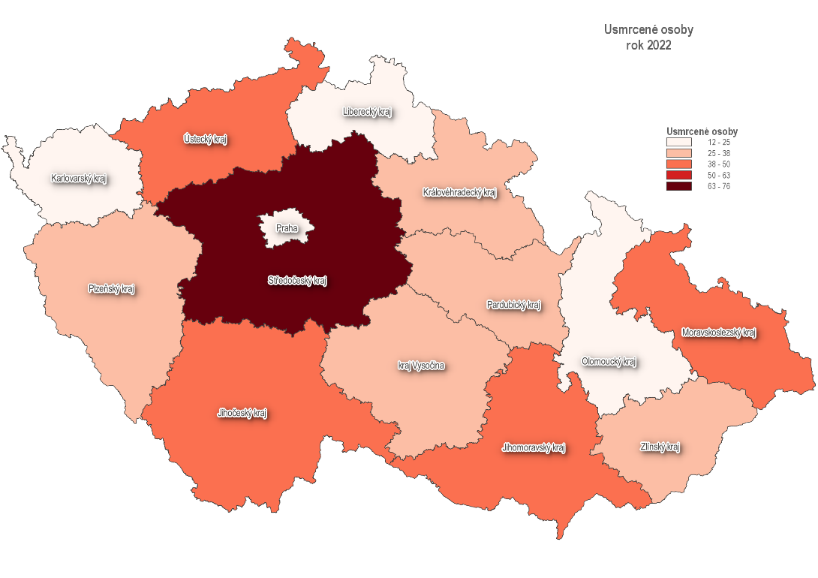 Usmrcené osoby
rok 2022
Usmrcené osoby
12 - 25
25 - 38
38 - 50
50 - 63
63 - 76
Liberecký kraj
Ústecký kraj
Karlovarský kraj
Královéhradecký kraj
Praha
Středočeský kraj
Plzeňský kraj
Pardubický kraj
Moravskoslezský kraj
kraj Vysočina
Olomoucký kraj
Jihočeský kraj
Jihomoravský kraj
Zlínský kraj